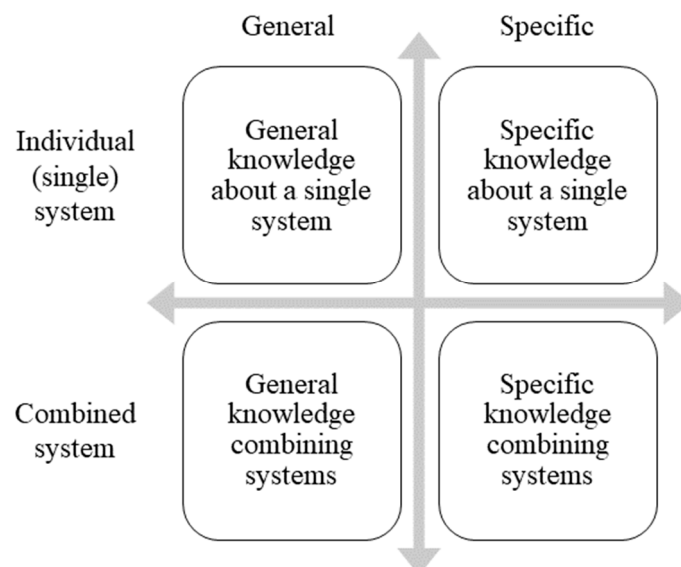 General
Specific
Individual
(single)
system
General
knowledge
about a single
system
Specific
knowledge
about a single
system
Combined
system
General
knowledge
combining
systems
Specific
knowledge
combining
systems